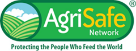 AgriSafe®
Network
Protecting the People Who Feed the World